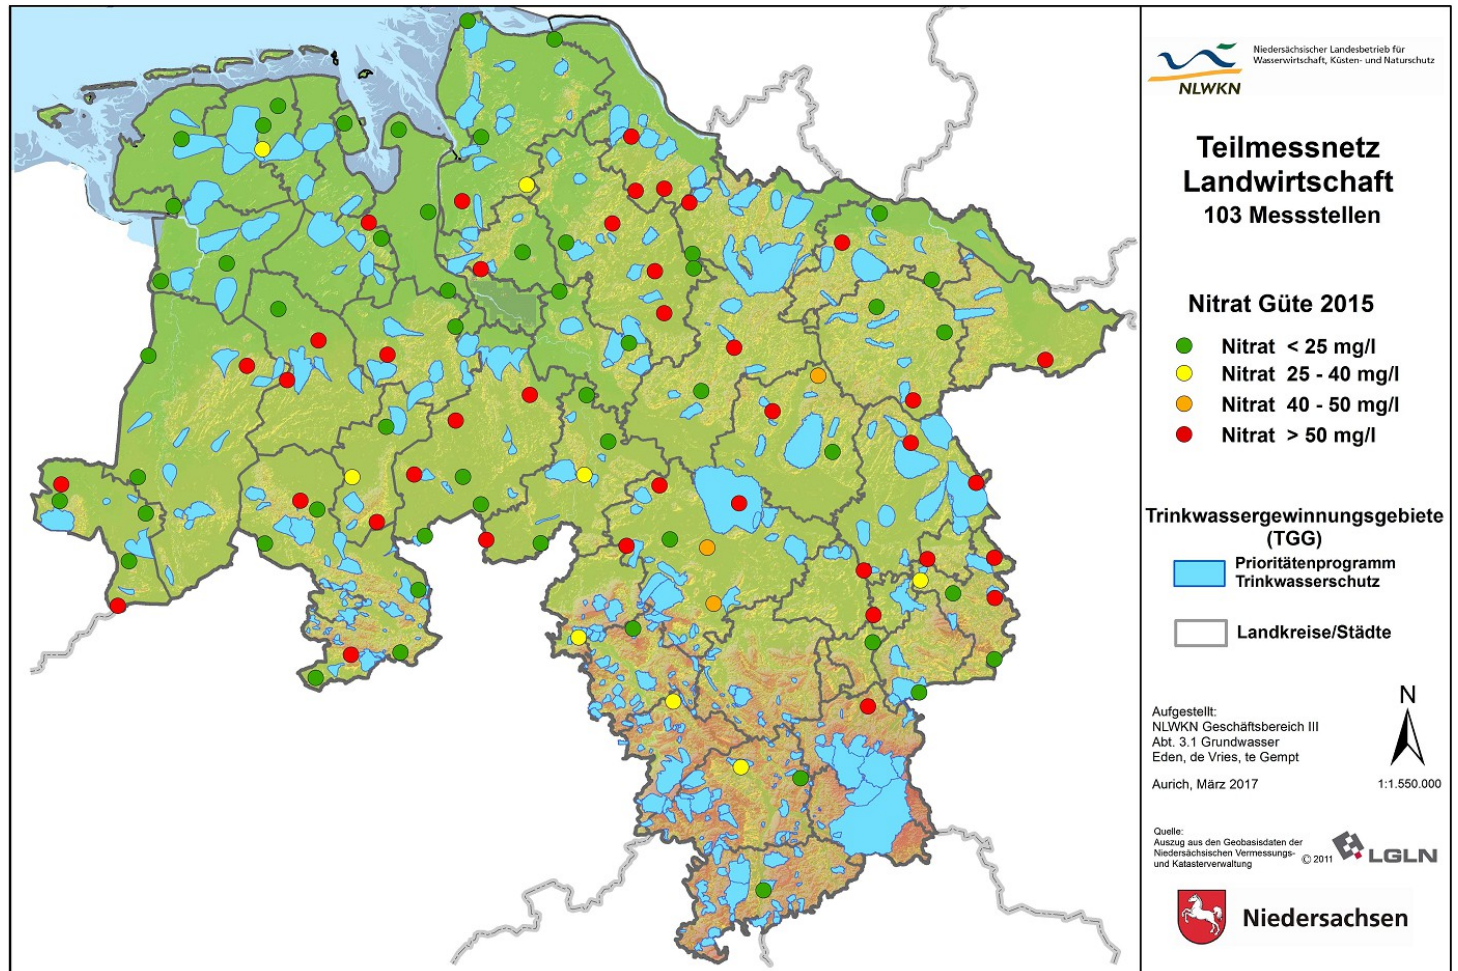 NLWKN
Niedersächsischer Landesbetrieb für
Wasserwirtschaft, Küsten- und Naturschutz
Teilmessnetz
Landwirtschaft
103 Messstellen
Nitrat Güte 2015
Nitrat < 25 mg/l
Nitrat 25 - 40 mg/l
Nitrat 40 - 50 mg/l
Nitrat > 50 mg/l
Trinkwassergewinnungsgebiete
(TGG)
Prioritätenprogramm
Trinkwasserschutz
Landkreise/Städte
N
Aufgestellt:
NLWKN Geschäftsbereich III
Abt. 3.1 Grundwasser
Eden, de Vries, te Gempt
Aurich, März 2017
1:1.550.000
Quelle:
Auszug aus den Geobasisdaten der
Niedersächsischen Vermessungs-
und Katasterverwaltung
© 2011
LGLN
Niedersachsen